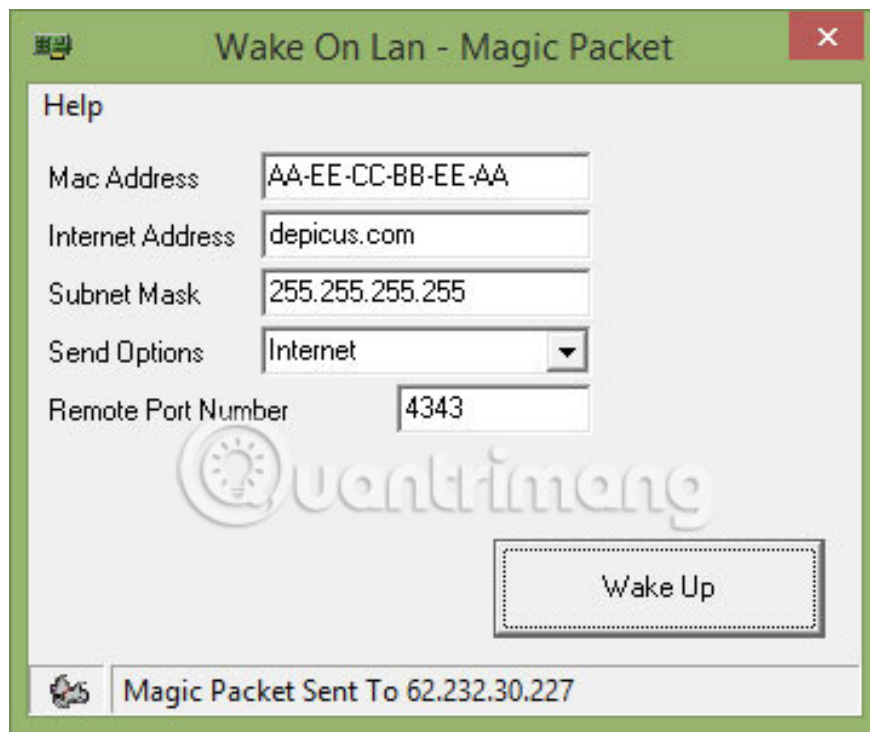 Wake On Lan - Magic Packet
Help
Mac Address AA-EE-CC-BB-EE-AA
Internet Address depicus.com
Subnet Mask 255.255.255.255
Send Options Internet
Remote Port Number 4343
Quantrimang
Wake Up
Magic Packet Sent To 62.232.30.227